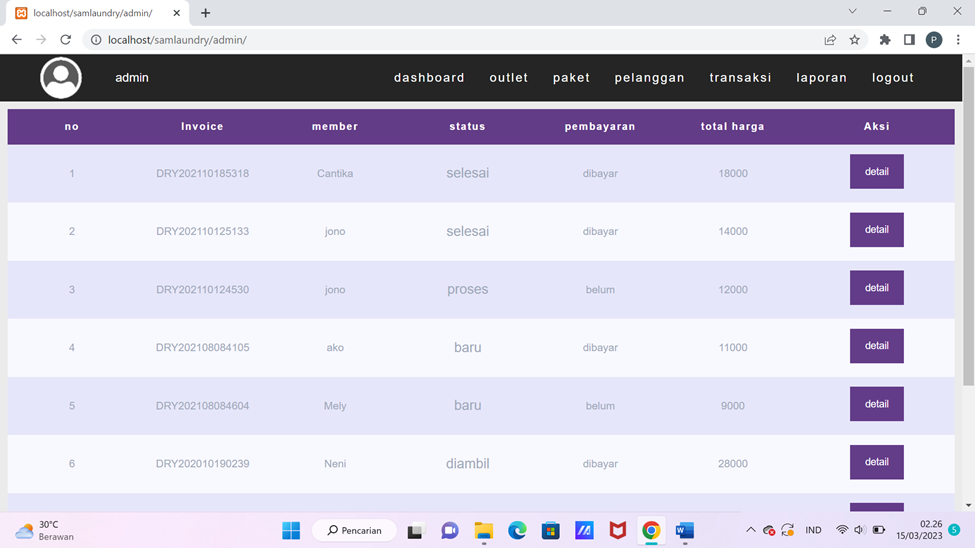 localhost/samlaundry/admin/
localhost/samlaundry/admin/
P
admin dashboard outlet paket pelanggan transaksi laporan logout
no Invoice member status pembayaran total harga Aksi
1 DRY202110185318 Cantika selesai dibayar 18000 detail
2 DRY202110125133 jono selesai dibayar 14000 detail
3 DRY202110124530 jono proses belum 12000 detail
4 DRY202108084105 ako baru dibayar 11000 detail
5 DRY202108084604 Mely baru belum 9000 detail
6 DRY202010190239 Neni diambil dibayar 28000 detail
30°C
Berawan
Pencarian
IND
02.26
15/03/2023
5